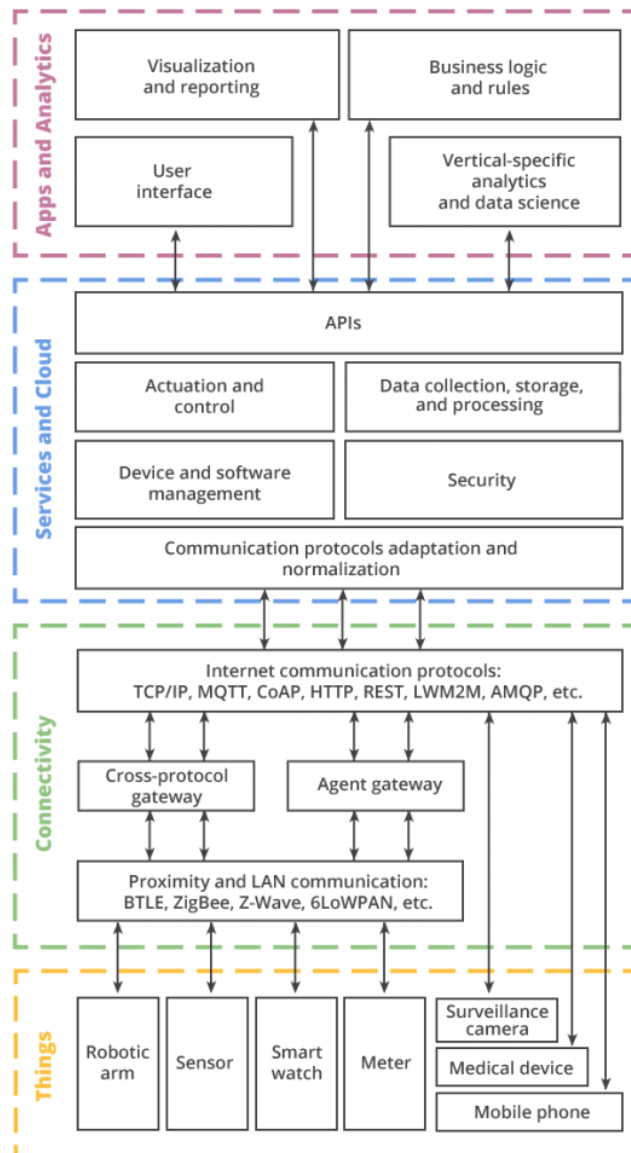 Apps and Analytics
Visualization
and reporting
Business logic
and rules
User
interface
Vertical-specific
analytics
and data science
Services and Cloud
APIs
Actuation and
control
Data collection, storage,
and processing
Device and software
management
Security
Communication protocols adaptation and
normalization
Connectivity
Internet communication protocols:
TCP/IP, MQTT, CoAP, HTTP, REST, LWM2M, AMQP, etc.
Cross-protocol
gateway
Agent gateway
Proximity and LAN communication:
BTLE, ZigBee, Z-Wave, 6LoWPAN, etc.
Things
Robotic
arm
Sensor
Smart
watch
Meter
Surveillance
camera
Medical device
Mobile phone